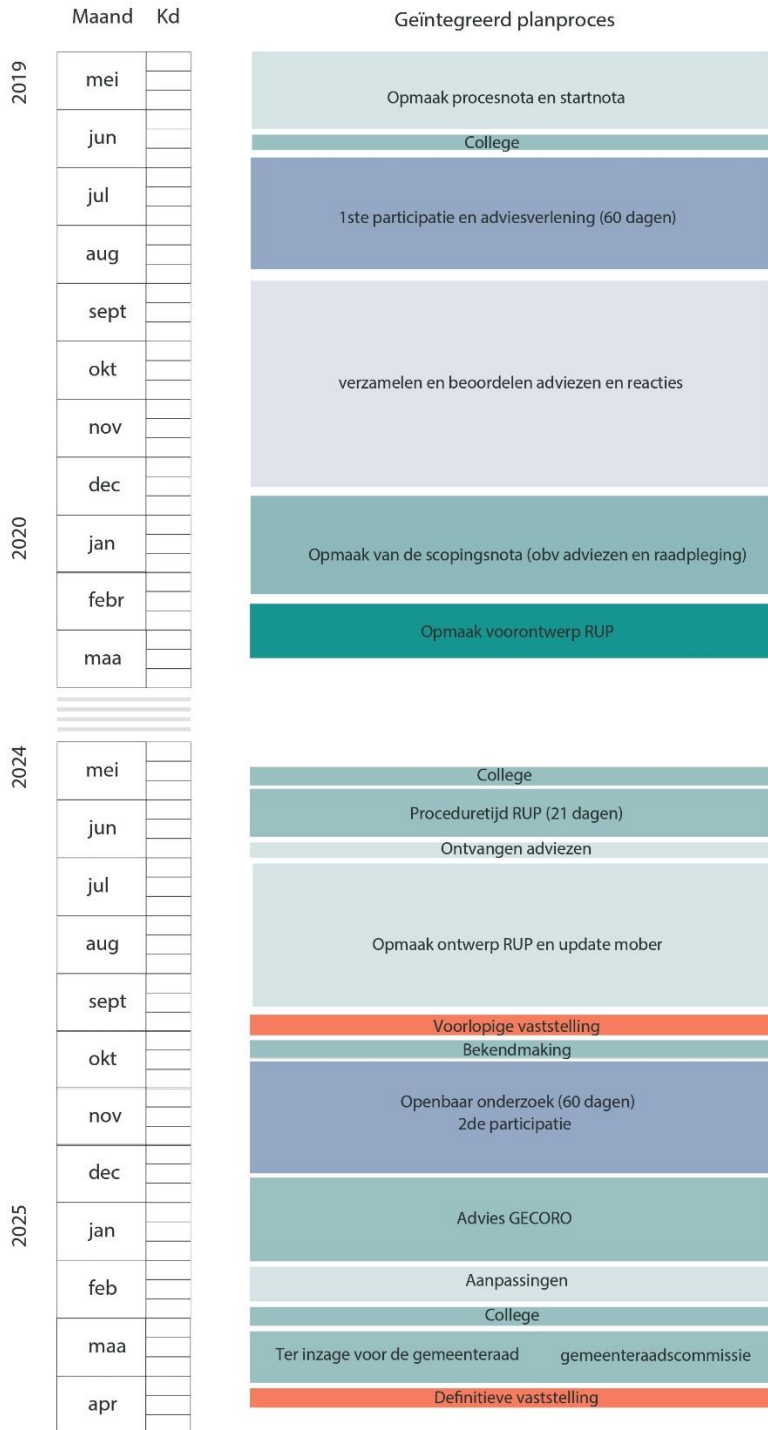 Maand Kd Geïntegreerd planproces
2019
mei
Opmaak procesnota en startnota
jun
College
jul
1ste participatie en adviesverlening (60 dagen)
aug
sept
okt
verzamelen en beoordelen adviezen en reacties
nov
dec
2020
jan
Opmaak van de scopingsnota (obv adviezen en raadpleging)
febr
Opmaak voorontwerp RUP
maa
2024
mei
College
jun
Proceduretijd RUP (21 dagen)
Ontvangen adviezen
jul
aug
Opmaak ontwerp RUP en update mober
sept
Voorlopige vaststelling
okt
Bekendmaking
nov
Openbaar onderzoek (60 dagen)
2de participatie
dec
2025
jan
Advies GECORO
feb
Aanpassingen
College
maa
Ter inzage voor de gemeenteraad gemeenteraadscommissie
apr
Definitieve vaststelling